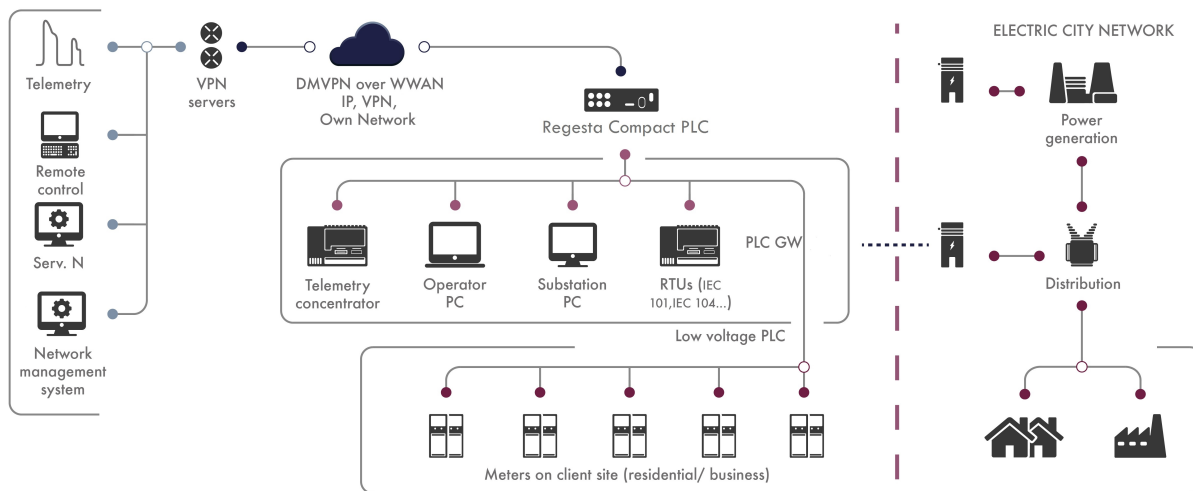 Telemetry
Remote
control
Serv. N
Network
management
system
VPN
servers
DMVPN over WWAN
IP, VPN,
Own Network
Regesta Compact PLC
Telemetry
concentrator
Operator
PC
Substation
PC
RTUs (IEC
101,IEC 104...)
PLC GW
Low voltage PLC
Meters on client site (residential/ business)
ELECTRIC CITY NETWORK
Power
generation
Distribution